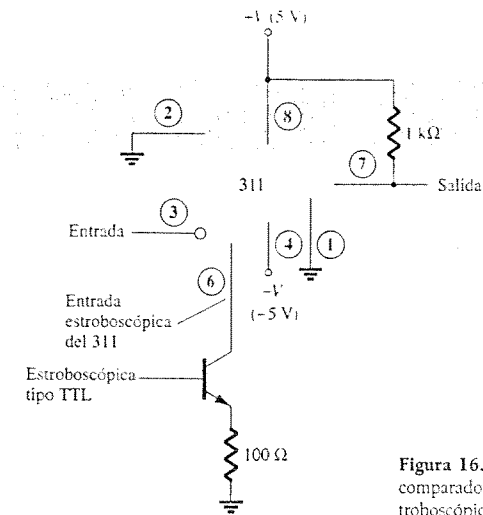 +V (5 V)
2
8
1 kΩ
7
311
Salida
3
Entrada
4
1
6
−V
(−5 V)
Entrada
estroboscópica
del 311
Estroboscópica
tipo TTL
100 Ω
Figura 16.
comparado
troboscópic